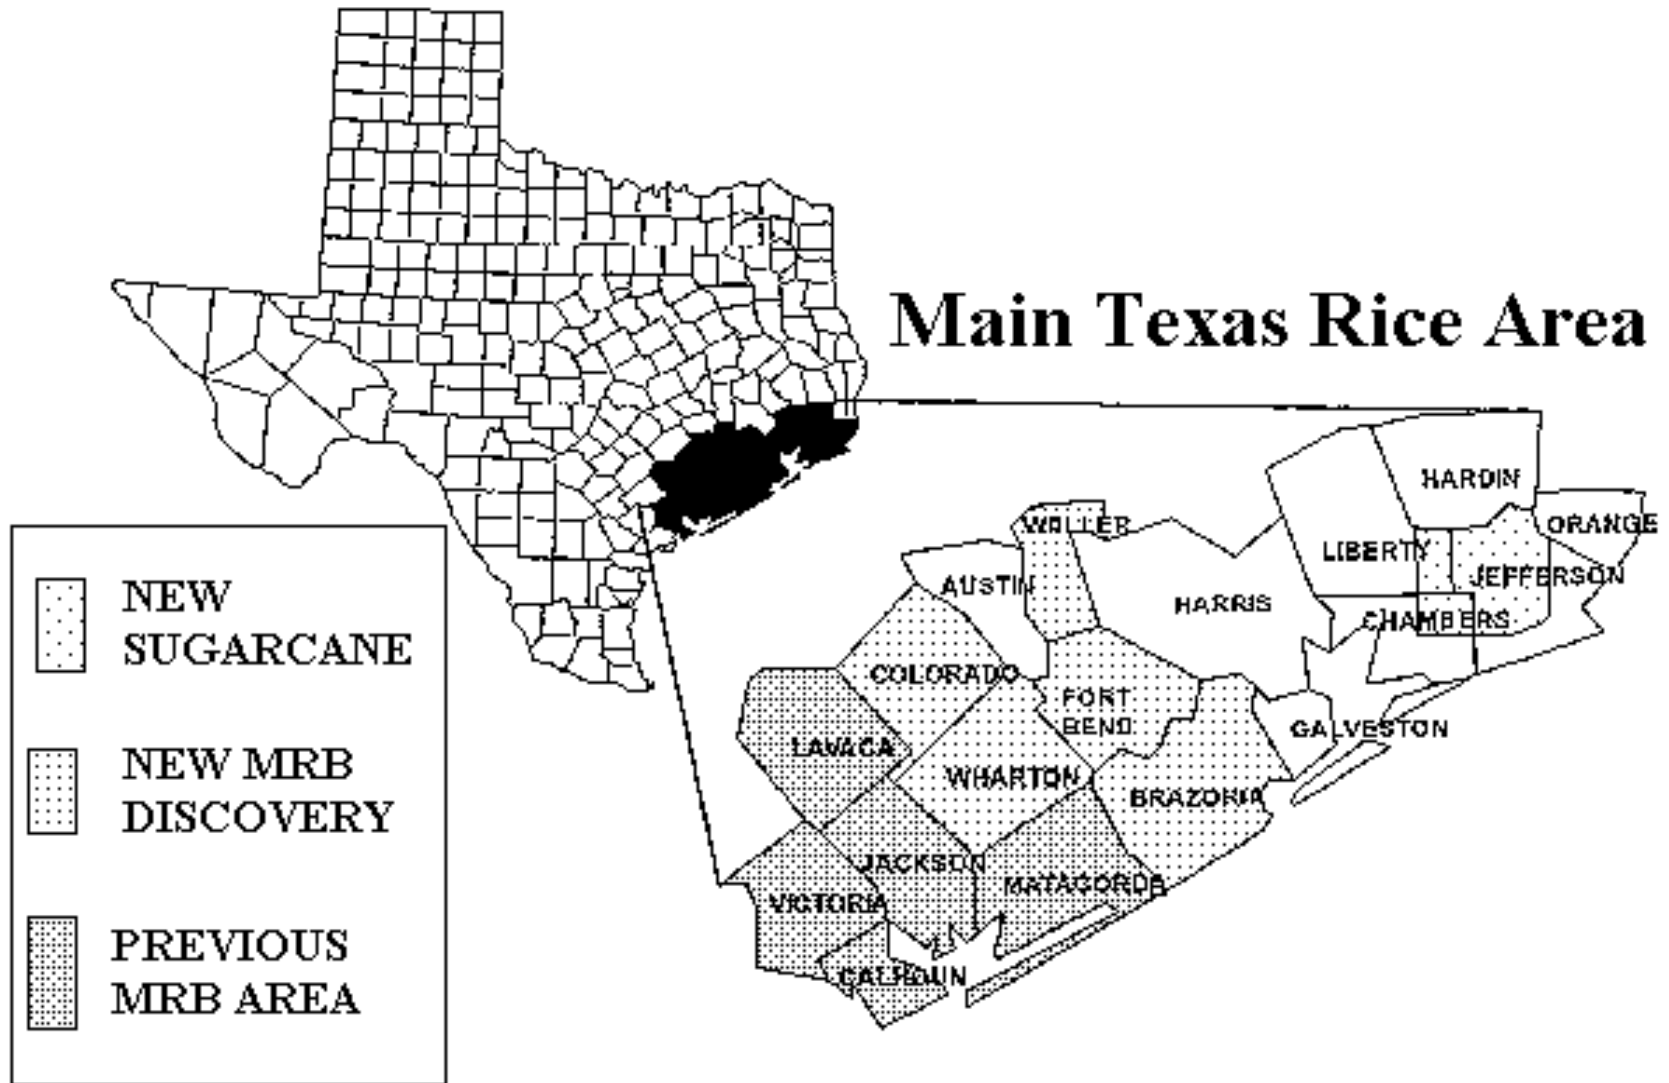 Main Texas Rice Area
HARDIN
ORANGE
WALLER
LIBERTY
JEFFERSON
AUSTIN
HARRIS
CHAMBERS
COLORADO
FORT
BEND
GALVESTON
LAVACA
WHARTON
BRAZORIA
JACKSON
MATAGORDA
VICTORIA
CALHOUN
NEW
SUGARCANE
NEW MRB
DISCOVERY
PREVIOUS
MRB AREA